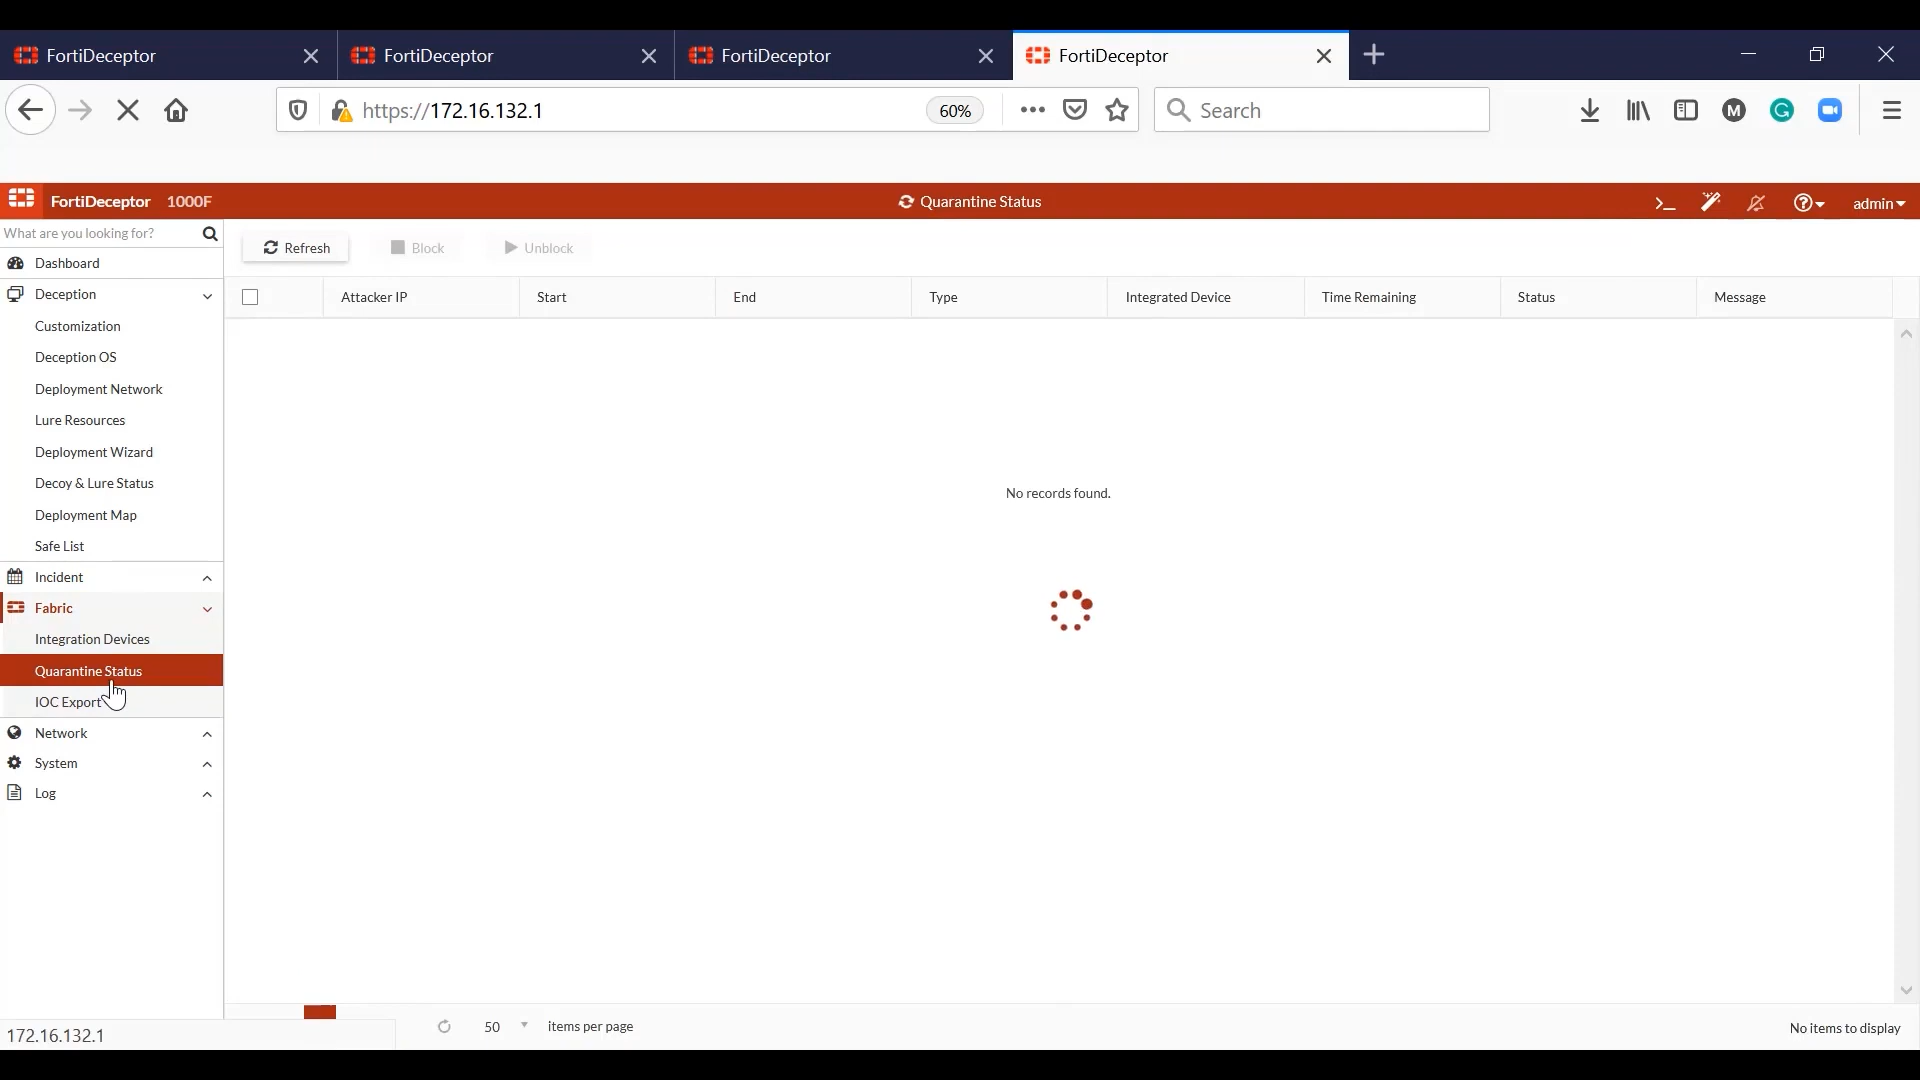 FortiDeceptor
FortiDeceptor
FortiDeceptor
FortiDeceptor
https://172.16.132.1
60%
Search
M
G
FortiDeceptor 1000F
Quarantine Status
admin
What are you looking for?
Refresh
Block
Unblock
Dashboard
Deception
Customization
Deception OS
Deployment Network
Lure Resources
Deployment Wizard
Decoy & Lure Status
Deployment Map
Safe List
Incident
Fabric
Integration Devices
Quarantine Status
IOC Export
Network
System
Log
Attacker IP Start End Type Integrated Device Time Remaining Status Message
No records found.
50 items per page
No items to display
172.16.132.1